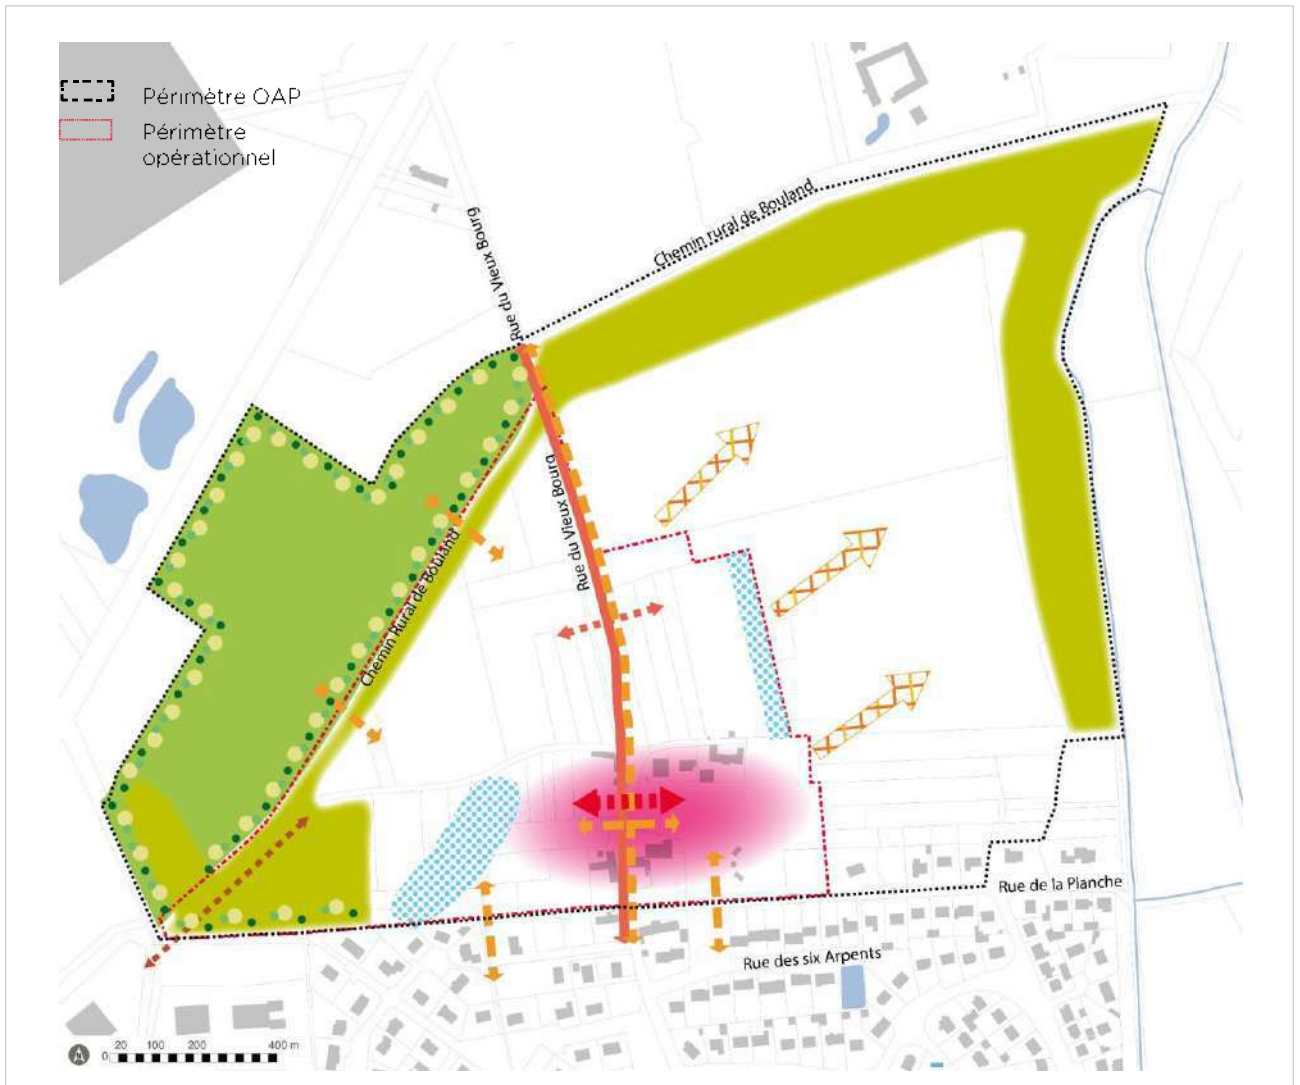 Périmètre OAP
Périmètre
opérationnel
Rue du Vieux Bourg
Chemin rural de Bouland
Rue du Vieux Bourg
Chemin Rural de Bouland
Rue de la Planche
Rue des six Arpents
0 20 100 200 400 m